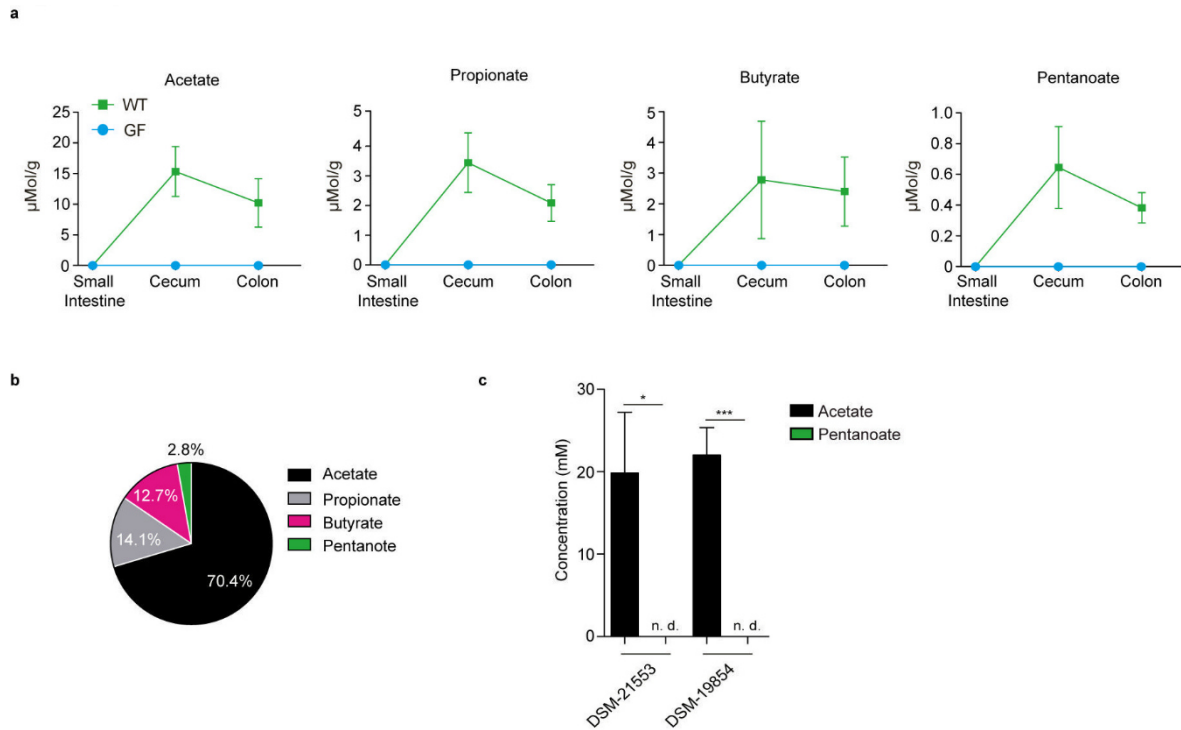 a
Acetate
Propionate
Butyrate
Pentanoate
WT
GF
µMol/g
25
20
15
10
5
0
Small Intestine
Cecum
Colon
µMol/g
5
4
3
2
1
0
Small Intestine
Cecum
Colon
µMol/g
5
4
3
2
1
0
Small Intestine
Cecum
Colon
µMol/g
1.0
0.8
0.6
0.4
0.2
0
Small Intestine
Cecum
Colon
b
2.8%
12.7%
14.1%
70.4%
Acetate
Propionate
Butyrate
Pentanote
c
Concentration (mM)
30
20
10
0
*
***
n. d.
n. d.
DSM-21553
DSM-19854
Acetate
Pentanoate